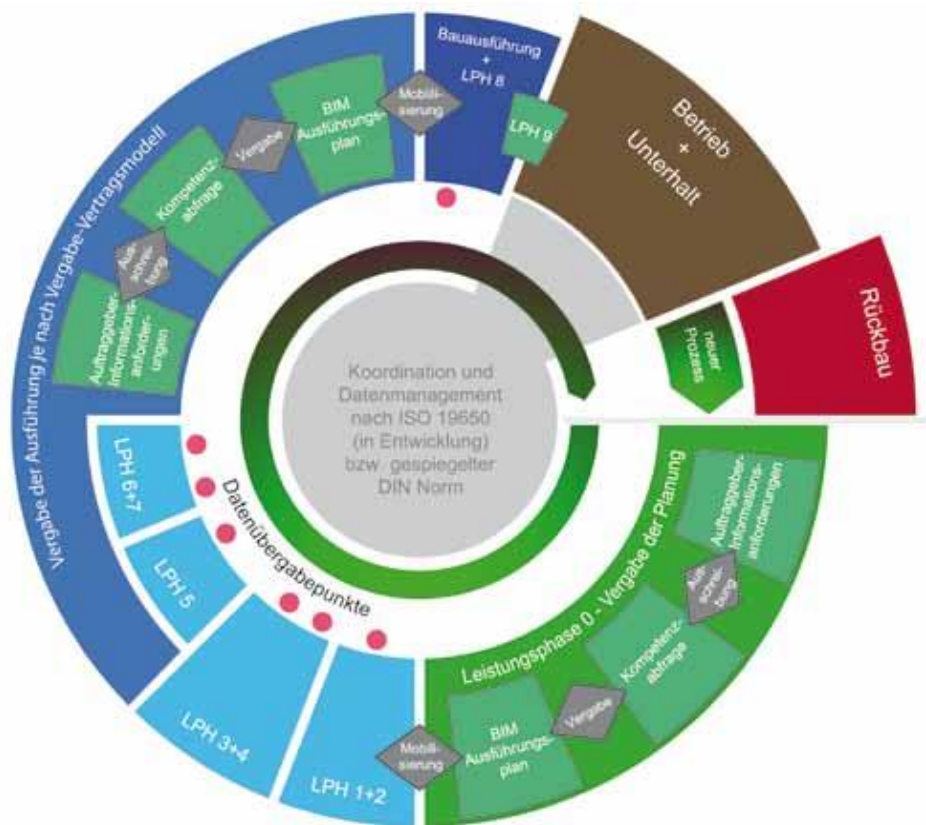 Bauausführung
+
LPH 8
LPH 9
Betrieb
+
Unterhalt
Rückbau
neuer
Prozess
Leistungsphase 0 - Vergabe der Planung
Auftraggeber-
Informations-
anforderungen
Aus-
schrei-
bung
Kompetenz-
abfrage
Vergabe
BIM
Ausführungs-
plan
Mobili-
sierung
LPH 1+2
LPH 3+4
LPH 5
LPH 6+7
Datenübergabepunkte
Vergabe der Ausführung je nach Vergabe-Vertragsmodell
Auftraggeber-
Informations-
anforder-
ungen
Aus-
schrei-
bung
Kompetenz-
abfrage
Vergabe
BIM
Ausführungs-
plan
Mobili-
sierung
Koordination und
Datenmanagement
nach ISO 19650
(in Entwicklung)
bzw. gespiegelter
DIN Norm